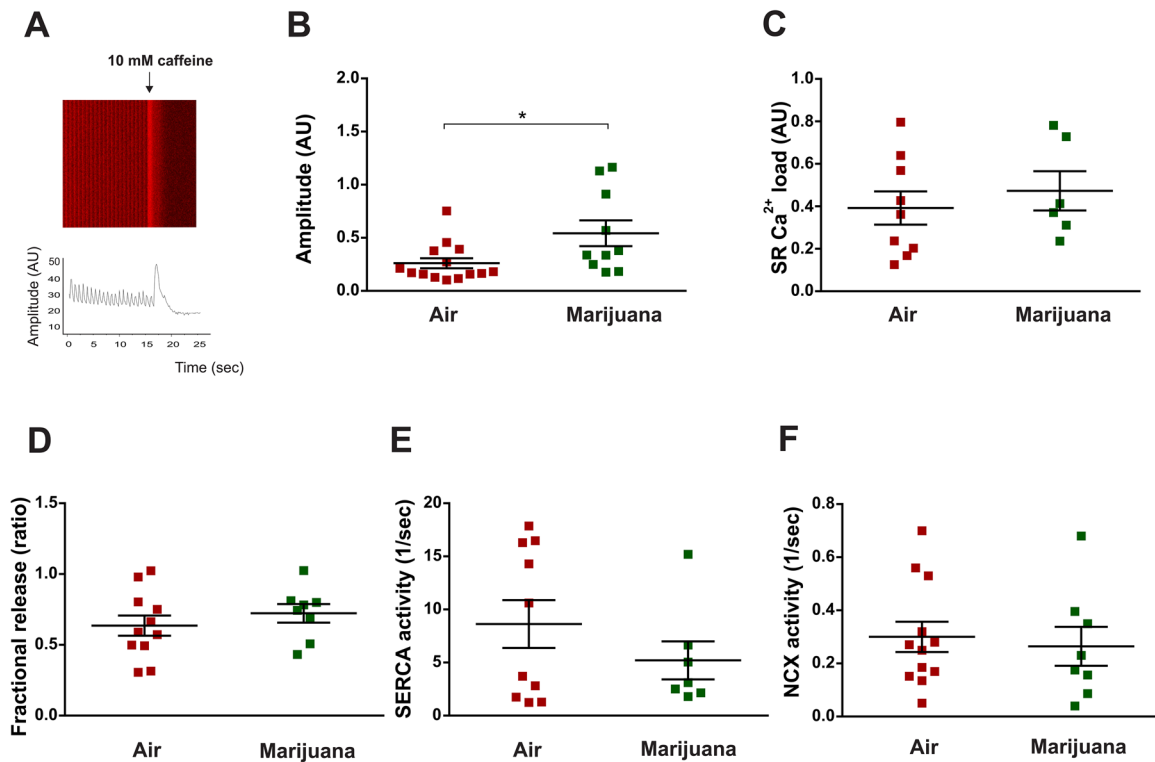 A
10 mM caffeine
Amplitude (AU)
50
40
30
20
10
0 5 10 15 20 25
Time (sec)
B
Amplitude (AU)
2.0
1.5
1.0
0.5
0.0
*
Air Marijuana
C
SR Ca²⁺ load (AU)
1.0
0.8
0.6
0.4
0.2
0.0
Air Marijuana
D
Fractional release (ratio)
1.5
1.0
0.5
0.0
Air Marijuana
E
SERCA activity (1/sec)
20
15
10
5
0
Air Marijuana
F
NCX activity (1/sec)
0.8
0.6
0.4
0.2
0.0
Air Marijuana